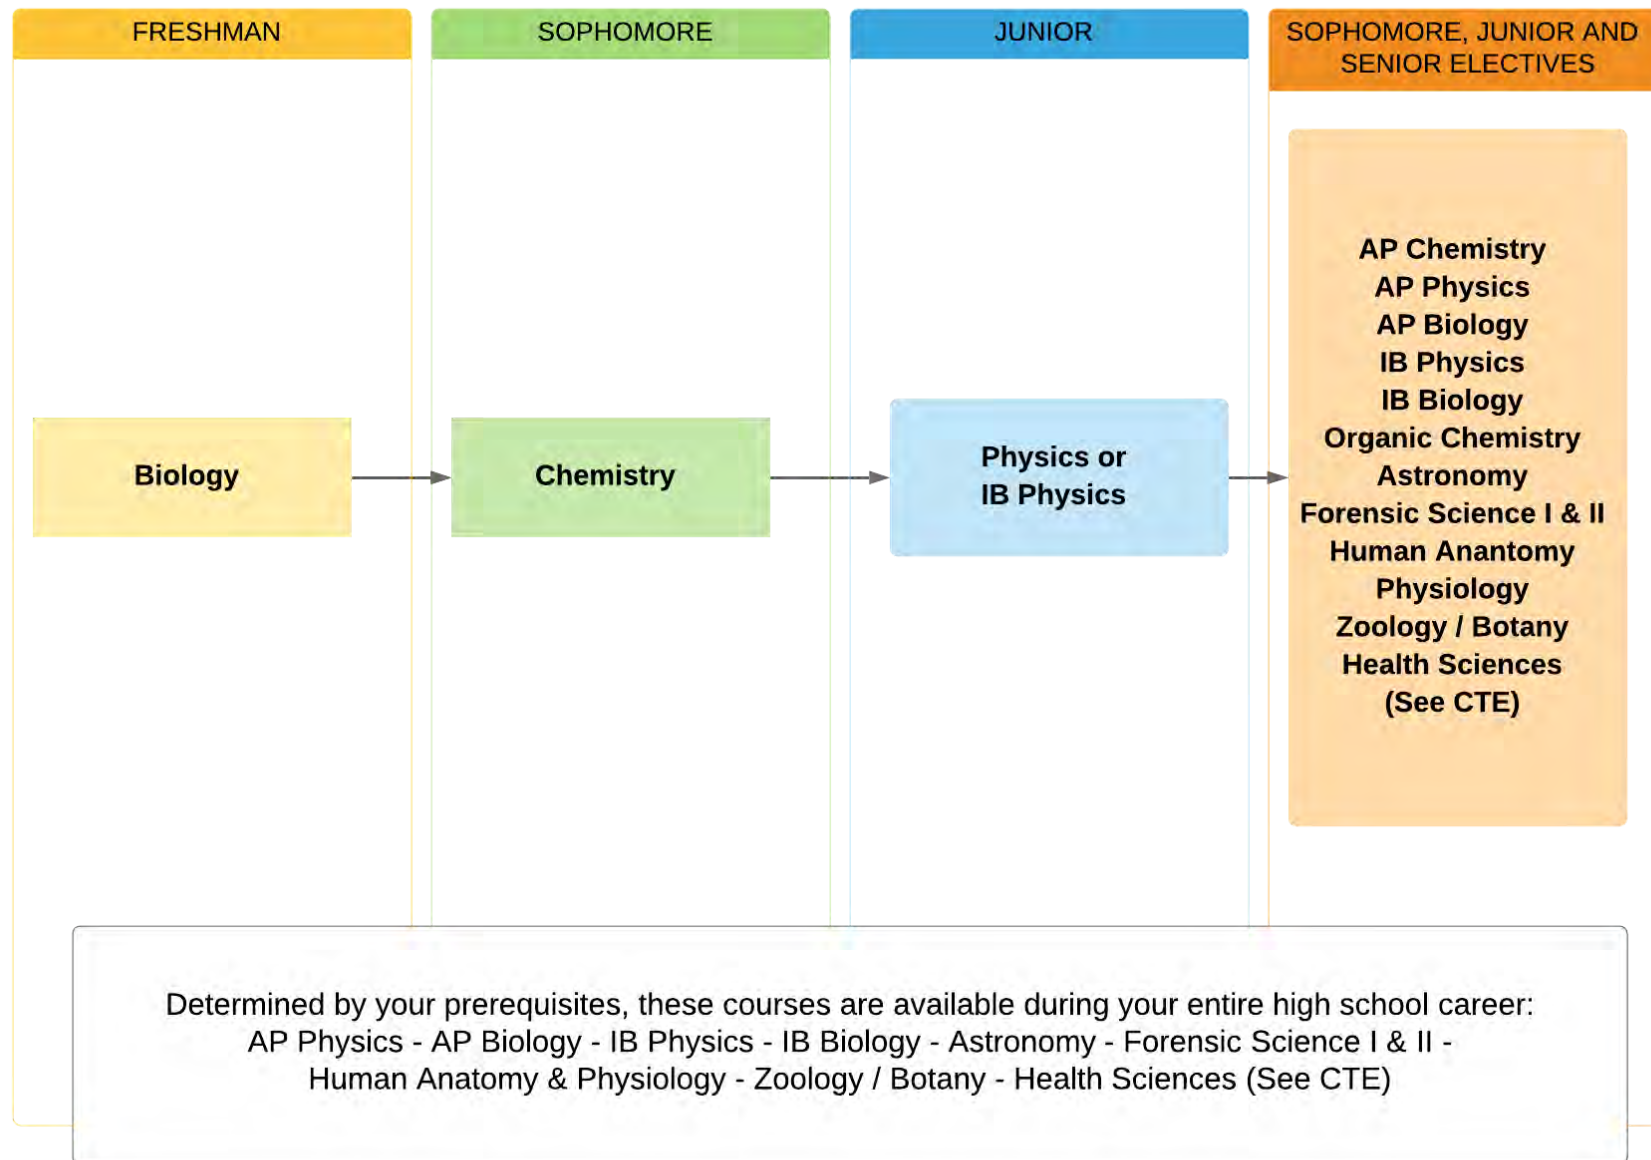 FRESHMAN
SOPHOMORE
JUNIOR
SOPHOMORE, JUNIOR AND
SENIOR ELECTIVES
Biology
Chemistry
Physics or
IB Physics
AP Chemistry
AP Physics
AP Biology
IB Physics
IB Biology
Organic Chemistry
Astronomy
Forensic Science I & II
Human Anantomy
Physiology
Zoology / Botany
Health Sciences
(See CTE)
Determined by your prerequisites, these courses are available during your entire high school career:
AP Physics - AP Biology - IB Physics - IB Biology - Astronomy - Forensic Science I & II -
Human Anatomy & Physiology - Zoology / Botany - Health Sciences (See CTE)